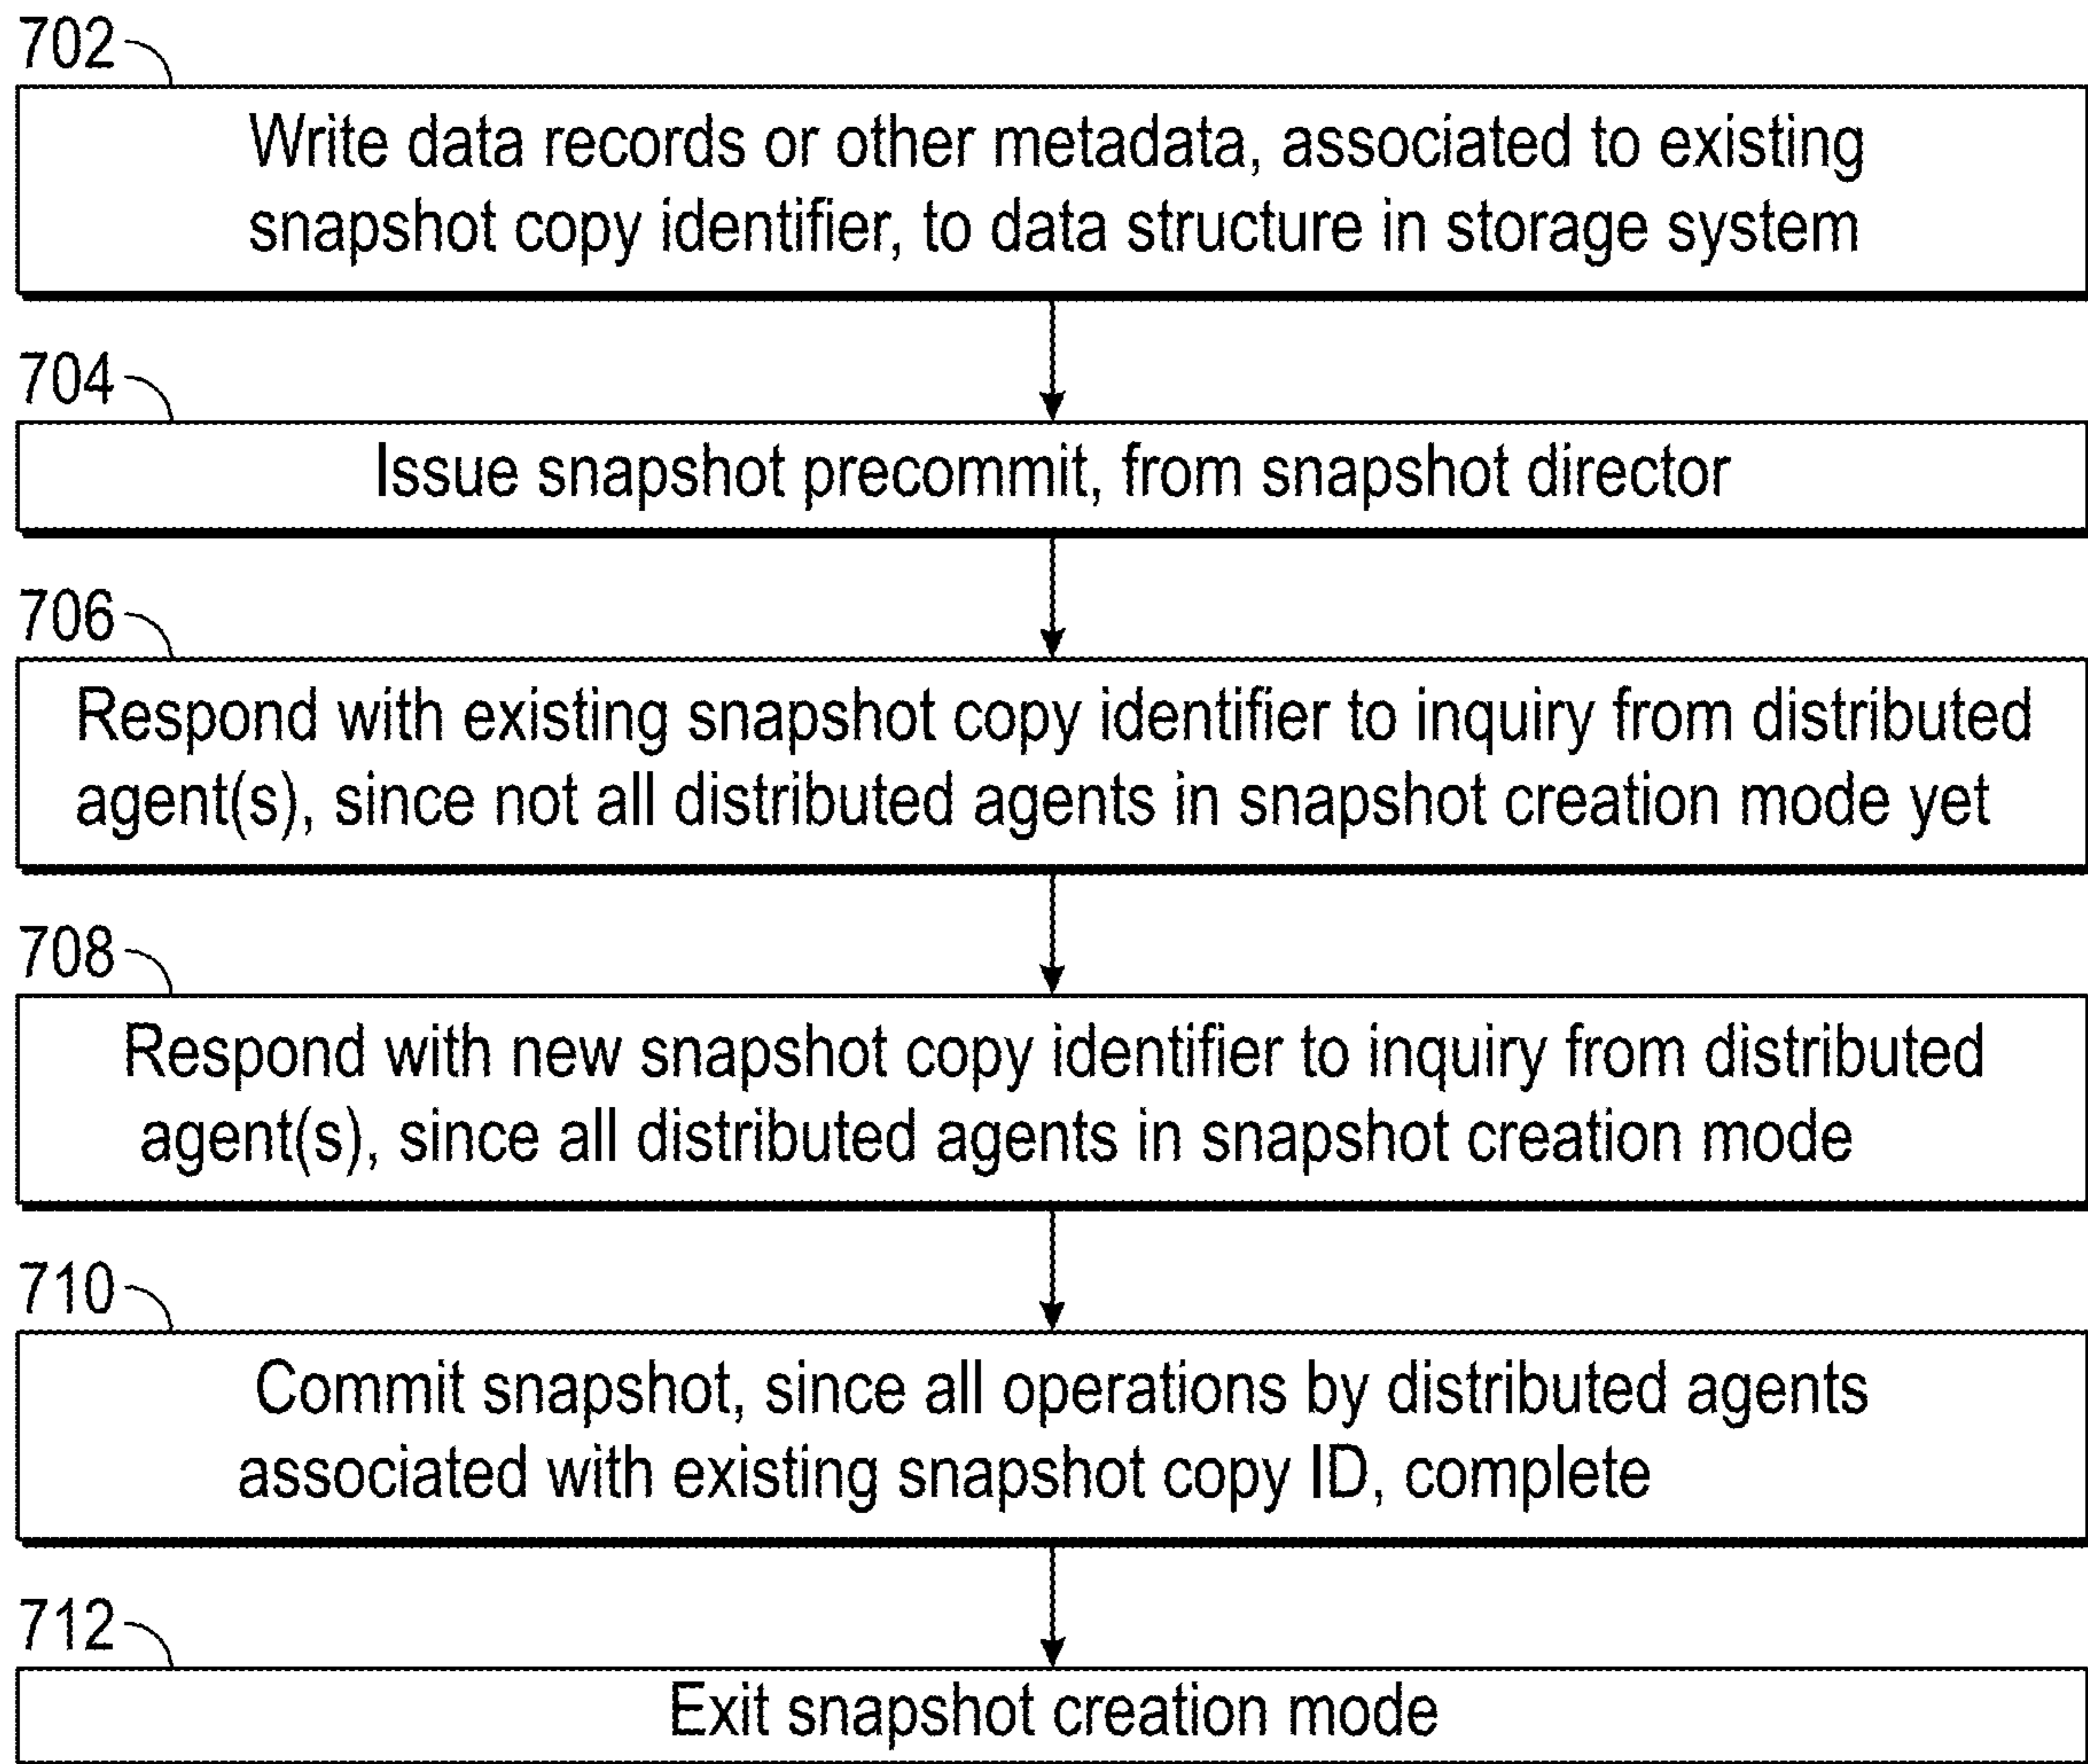 702
Write data records or other metadata, associated to existing
snapshot copy identifier, to data structure in storage system
704
Issue snapshot precommit, from snapshot director
706
Respond with existing snapshot copy identifier to inquiry from distributed
agent(s), since not all distributed agents in snapshot creation mode yet
708
Respond with new snapshot copy identifier to inquiry from distributed
agent(s), since all distributed agents in snapshot creation mode
710
Commit snapshot, since all operations by distributed agents
associated with existing snapshot copy ID, complete
712
Exit snapshot creation mode